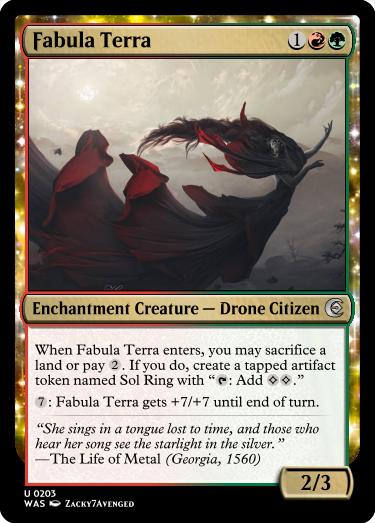 Fabula Terra 1
Enchantment Creature — Drone Citizen
When Fabula Terra enters, you may sacrifice a
land or pay 2. If you do, create a tapped artifact
token named Sol Ring with “: Add .”
7: Fabula Terra gets +7/+7 until end of turn.
“She sings in a tongue lost to time, and those who
hear her song see the starlight in the silver.”
—The Life of Metal (Georgia, 1560)
2/3
U 0203
WAS Zacky7Avenged